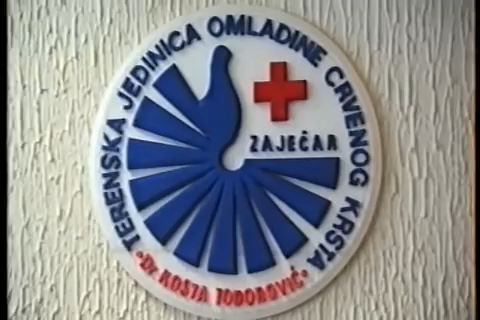 TERENSKA JEDINICA OMLADINE CRVENOG KRSTA
ZAJEČAR
"Dr KOSTA TODOROVIĆ"